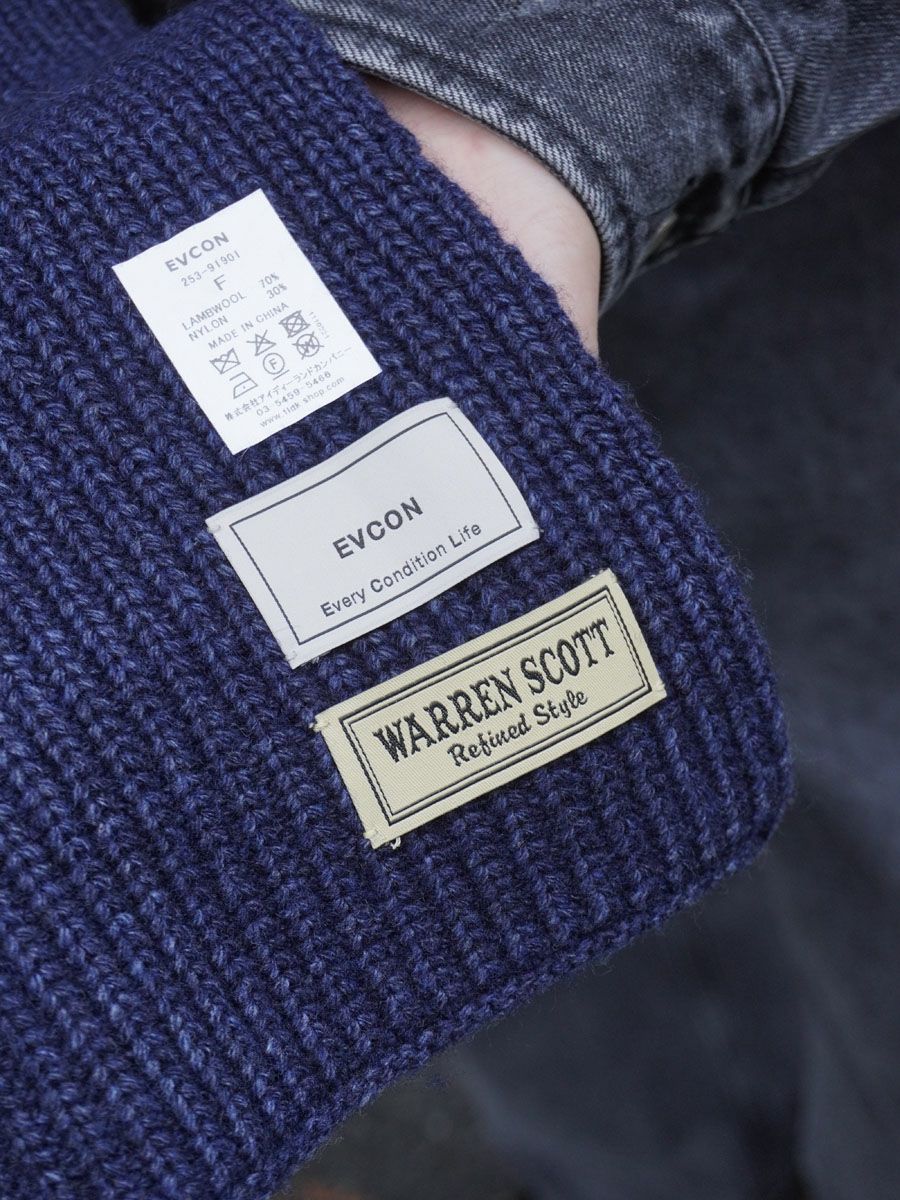 EVCON
253-91901
F
LAMBWOOL 70%
NYLON 30%
MADE IN CHINA
F
株式会社アイディーランドカンパニー
03-5459-5468
EVCON
Every Condition Life
WARREN SCOTT
Refined Style